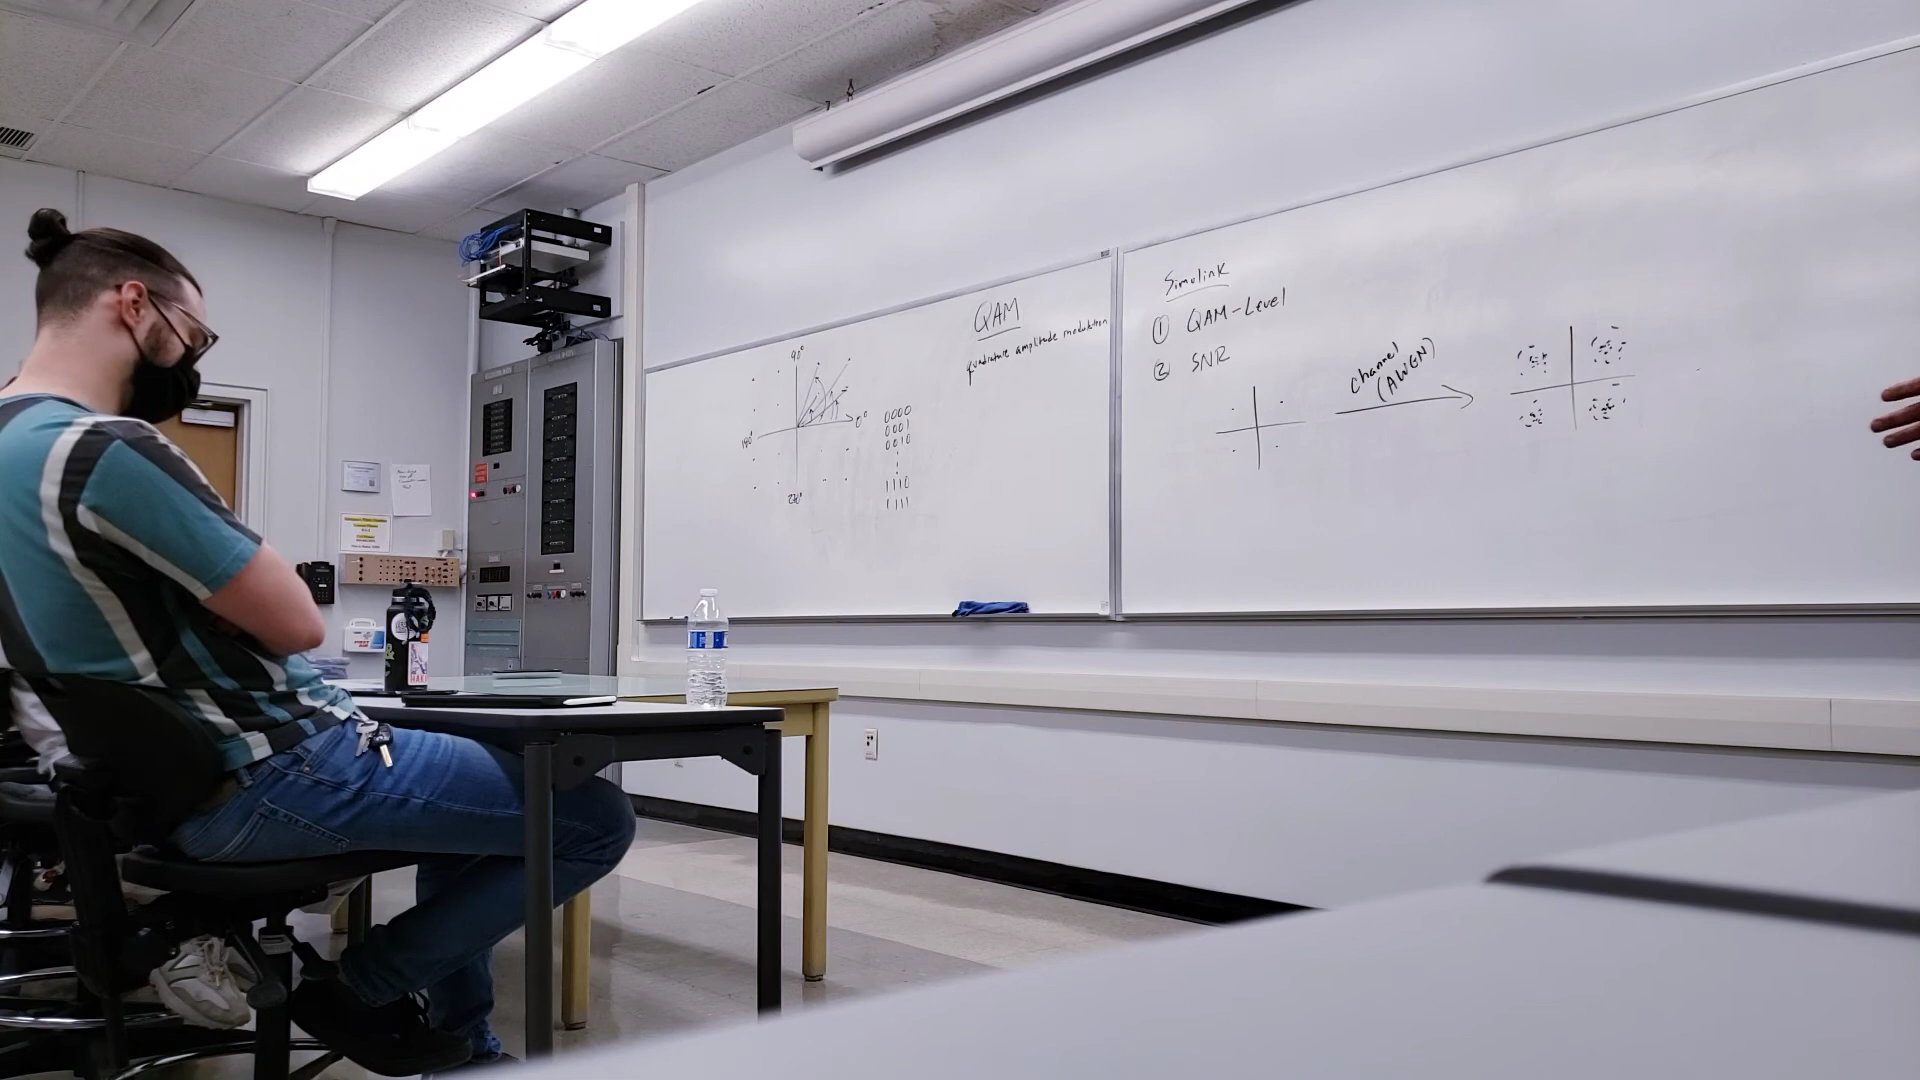 QAM
quadrature amplitude modulation
90°
0°
180°
270°
0000
0001
0010
1110
1111
Simulink
① QAM-Level
② SNR
Channel
(AWGN)